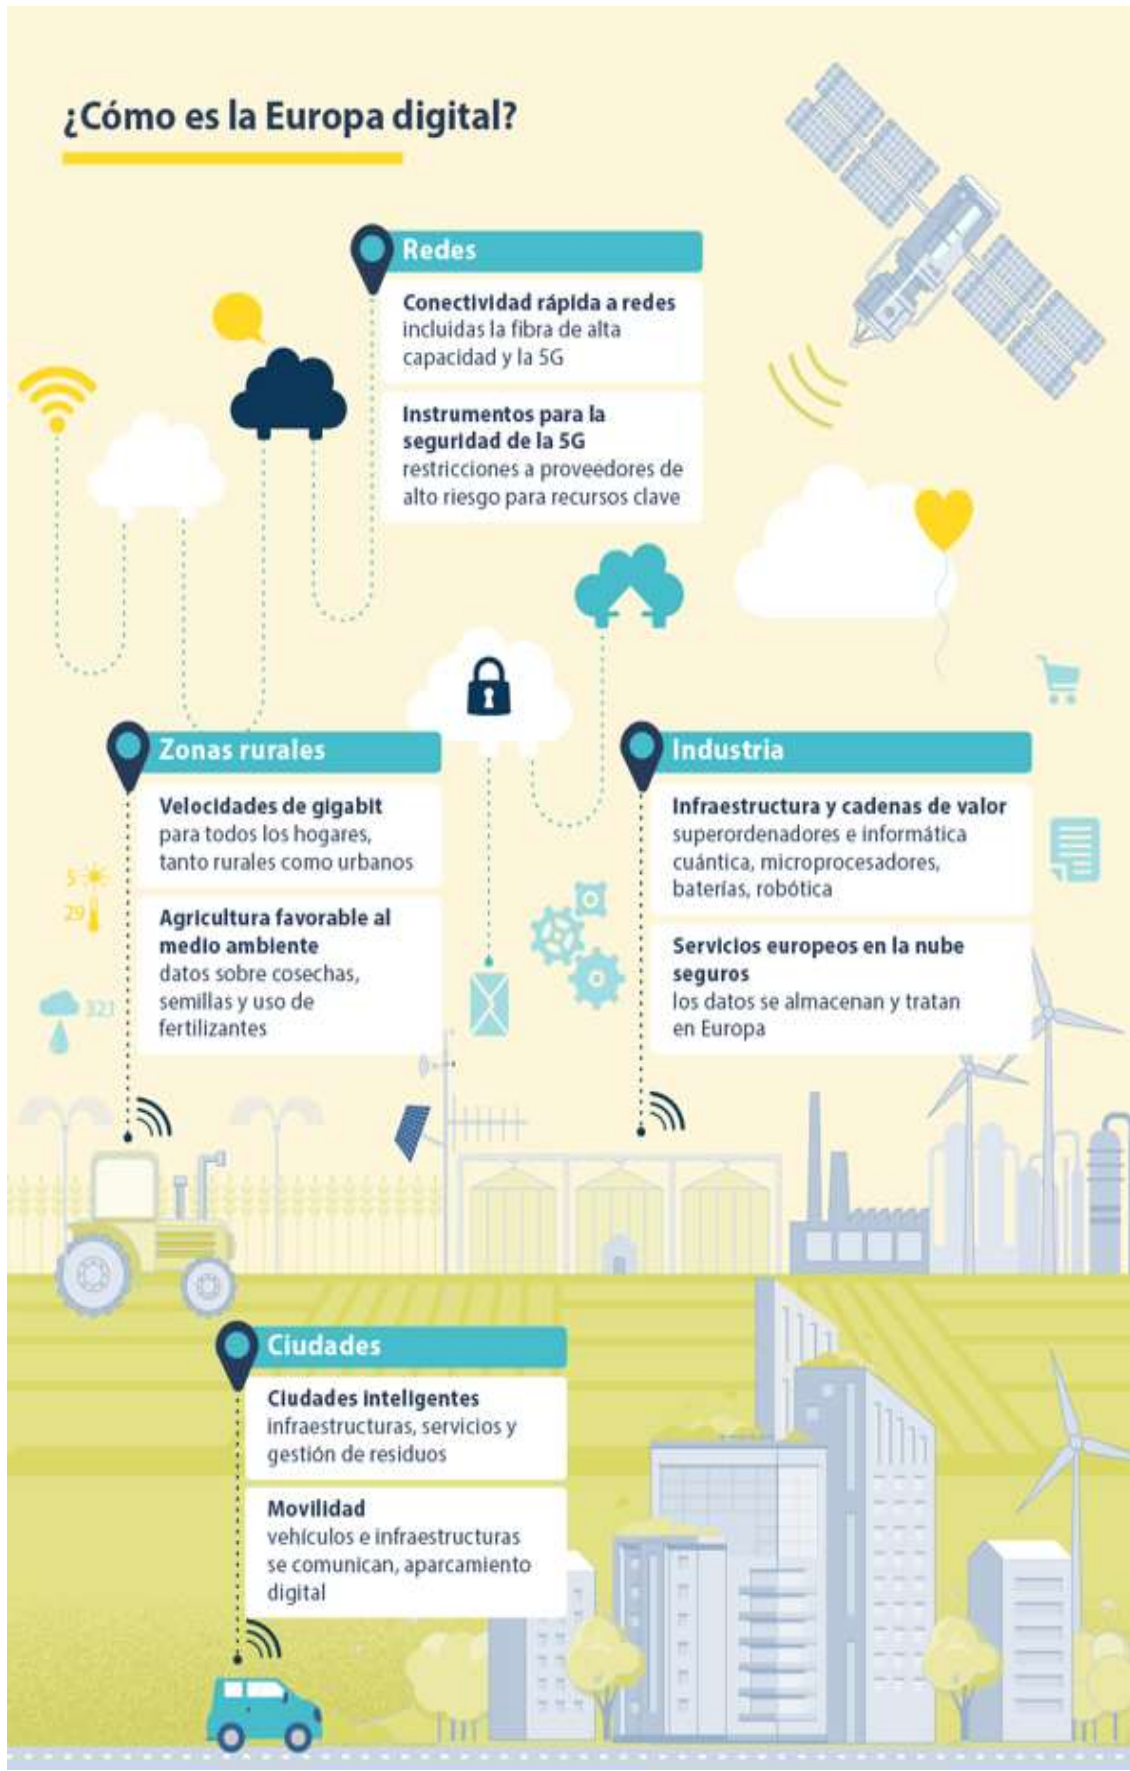 ¿Cómo es la Europa digital?
Redes
Conectividad rápida a redes
incluidas la fibra de alta
capacidad y la 5G
Instrumentos para la
seguridad de la 5G
restricciones a proveedores de
alto riesgo para recursos clave
Zonas rurales
Velocidades de gigabit
para todos los hogares,
tanto rurales como urbanos
Agricultura favorable al
medio ambiente
datos sobre cosechas,
semillas y uso de
fertilizantes
5
29
321
Industria
Infraestructura y cadenas de valor
superordenadores e informática
cuántica, microprocesadores,
baterías, robótica
Servicios europeos en la nube
seguros
los datos se almacenan y tratan
en Europa
Ciudades
Ciudades inteligentes
infraestructuras, servicios y
gestión de residuos
Movilidad
vehículos e infraestructuras
se comunican, aparcamiento
digital